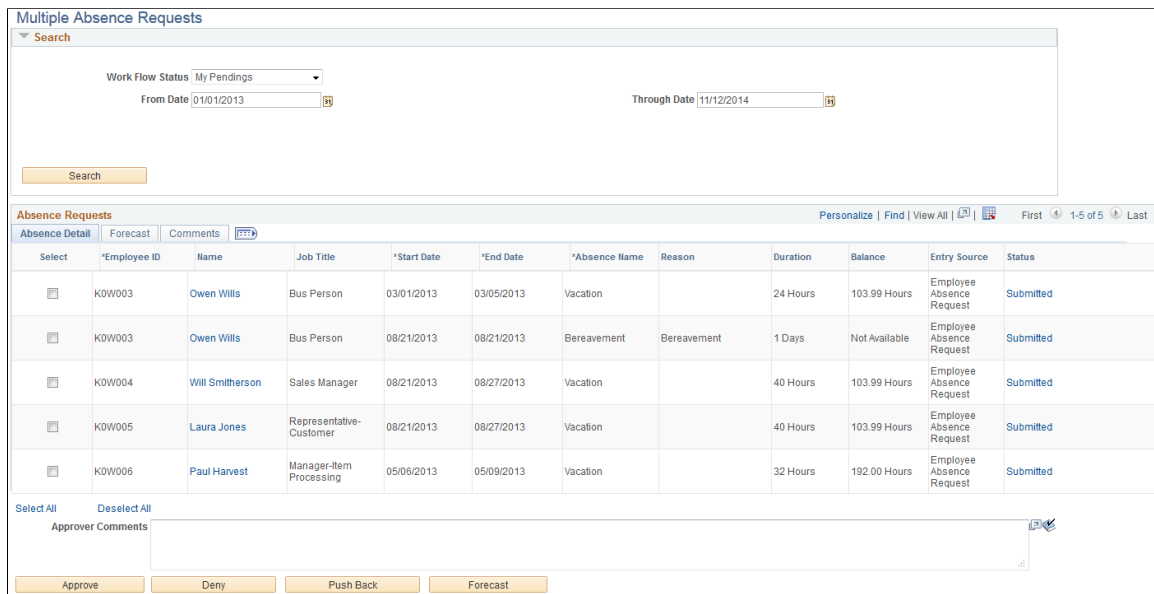 Multiple Absence Requests
Search
Work Flow Status My Pendings
From Date 01/01/2013 Through Date 11/12/2014
Search
Absence Requests Personalize | Find | View All | | First 1-5 of 5 Last
Absence Detail Forecast Comments
Select *Employee ID Name Job Title *Start Date *End Date *Absence Name Reason Duration Balance Entry Source Status
K0W003 Owen Wills Bus Person 03/01/2013 03/05/2013 Vacation 24 Hours 103.99 Hours Employee Absence Request Submitted
K0W003 Owen Wills Bus Person 08/21/2013 08/21/2013 Bereavement Bereavement 1 Days Not Available Employee Absence Request Submitted
K0W004 Will Smitherson Sales Manager 08/21/2013 08/27/2013 Vacation 40 Hours 103.99 Hours Employee Absence Request Submitted
K0W005 Laura Jones Representative-Customer 08/21/2013 08/27/2013 Vacation 40 Hours 103.99 Hours Employee Absence Request Submitted
K0W006 Paul Harvest Manager-Item Processing 05/06/2013 05/09/2013 Vacation 32 Hours 192.00 Hours Employee Absence Request Submitted
Select All Deselect All
Approver Comments
Approve Deny Push Back Forecast